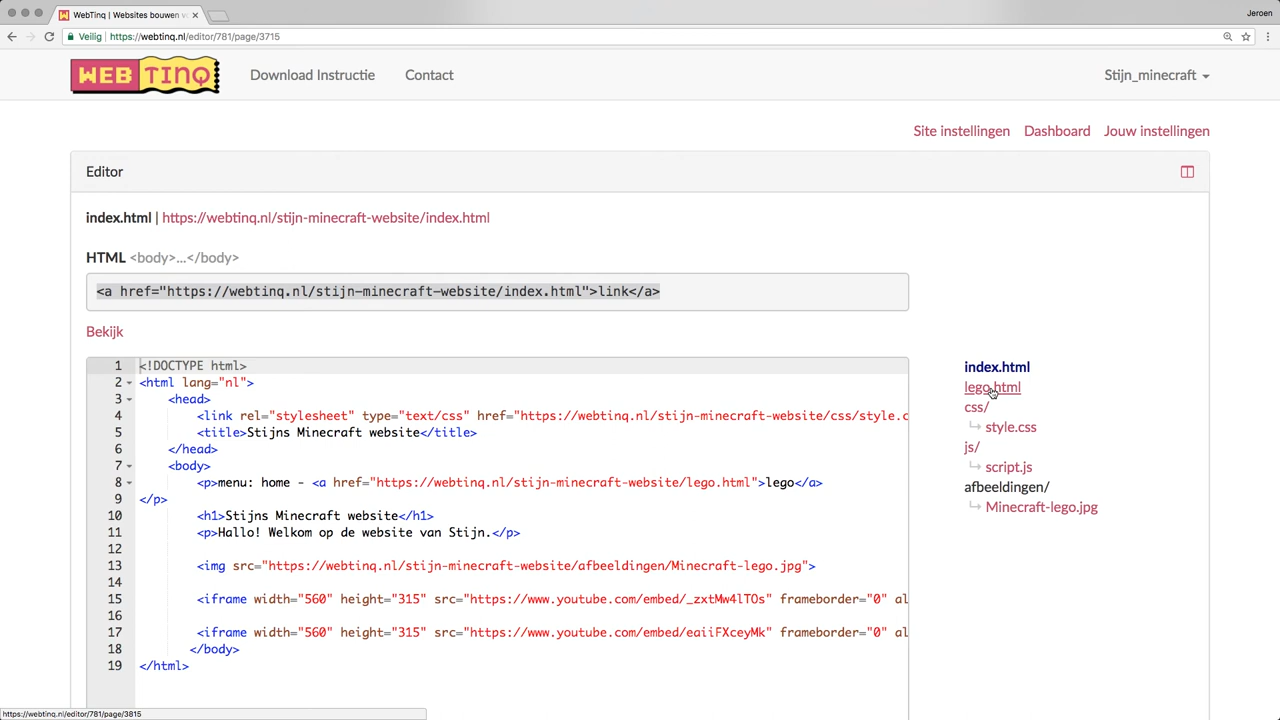 WebTinq | Websites bouwen v
Jeroen
Veilig https://webtinq.nl/editor/781/page/3715
WEB TINQ Download Instructie Contact Stijn_minecraft
Site instellingen Dashboard Jouw instellingen
Editor
index.html | https://webtinq.nl/stijn-minecraft-website/index.html
HTML <body>...</body>
<a href="https://webtinq.nl/stijn-minecraft-website/index.html">link</a>
Bekijk
1 <!DOCTYPE html>
2 <html lang="nl">
3 <head>
4 <link rel="stylesheet" type="text/css" href="https://webtinq.nl/stijn-minecraft-website/css/style.c
5 <title>Stijns Minecraft website</title>
6 </head>
7 <body>
8 <p>menu: home - <a href="https://webtinq.nl/stijn-minecraft-website/lego.html">lego</a>
9 </p>
10 <h1>Stijns Minecraft website</h1>
11 <p>Hallo! Welkom op de website van Stijn.</p>
12
13 <img src="https://webtinq.nl/stijn-minecraft-website/afbeeldingen/Minecraft-lego.jpg">
14
15 <iframe width="560" height="315" src="https://www.youtube.com/embed/_zxtMw4lTOs" frameborder="0" al
16
17 <iframe width="560" height="315" src="https://www.youtube.com/embed/eaiiFXceyMk" frameborder="0" al
18 </body>
19 </html>
index.html
lego.html
css/
style.css
js/
script.js
afbeeldingen/
Minecraft-lego.jpg
https://webtinq.nl/editor/781/page/3815